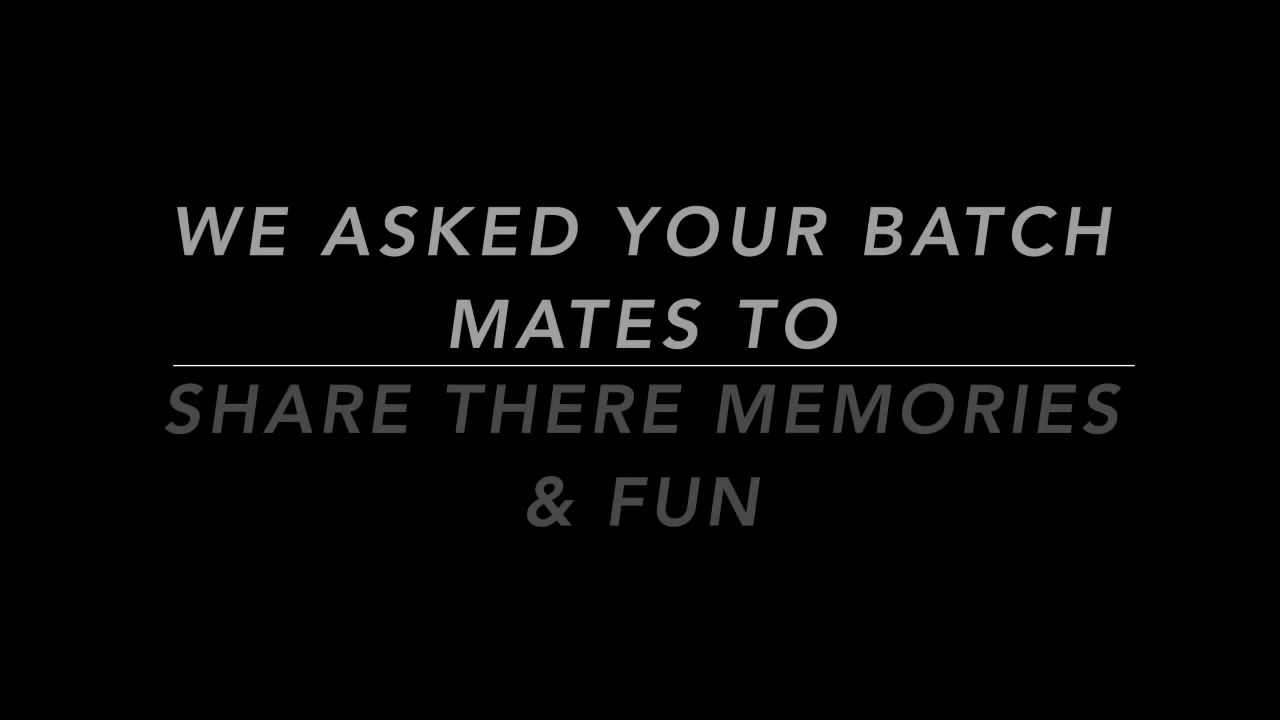 WE ASKED YOUR BATCH
MATES TO
SHARE THERE MEMORIES
& FUN